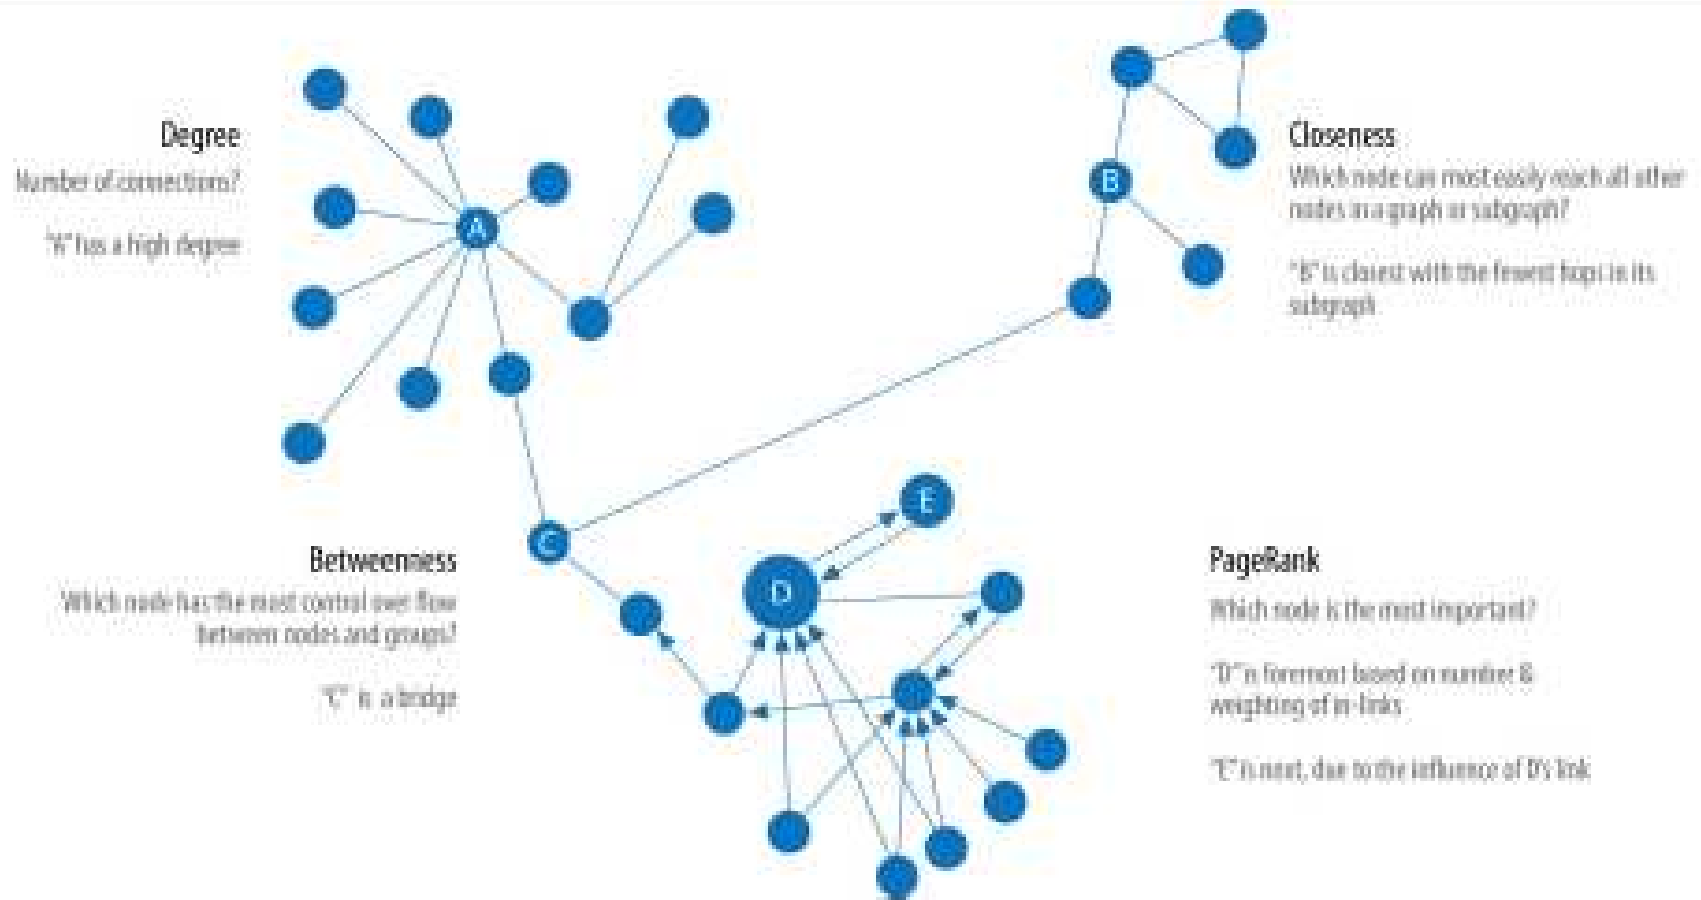 Degree
Number of connections?
"A" has a high degree
A
B
Closeness
Which node can most easily reach all other
nodes in a graph or subgraph?
"B" is closest with the fewest hops in its
subgraph
C
Betweenness
Which node has the most control over flow
between nodes and groups?
"C" is a bridge
E
D
PageRank
Which node is the most important?
"D" is foremost based on number &
weighting of in-links
"E" is next, due to the influence of D's link